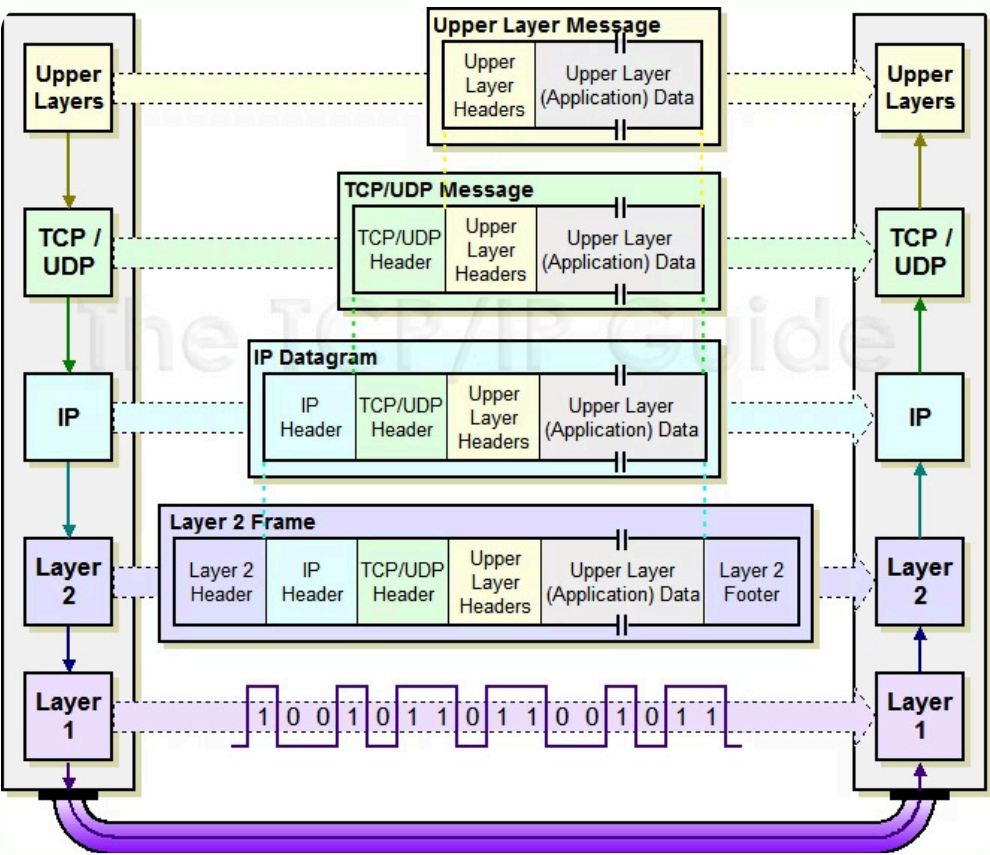 Upper Layer Message
Upper
Layers
Upper
Layer
Headers
Upper Layer
(Application) Data
Upper
Layers
TCP/UDP Message
TCP /
UDP
TCP/UDP
Header
Upper
Layer
Headers
Upper Layer
(Application) Data
TCP /
UDP
The TCP/IP Guide
IP Datagram
IP
IP
Header
TCP/UDP
Header
Upper
Layer
Headers
Upper Layer
(Application) Data
IP
Layer 2 Frame
Layer
2
Layer 2
Header
IP
Header
TCP/UDP
Header
Upper
Layer
Headers
Upper Layer
(Application) Data
Layer 2
Footer
Layer
2
Layer
1
1 0 0 1 0 1 1 0 1 1 0 0 1 0 1 1
Layer
1